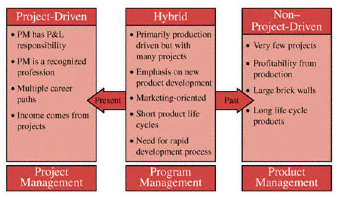 Project-Driven
• PM has P&L
responsibility
• PM is a recognized
profession
• Multiple career
paths
• Income comes from
projects
Project
Management
Present
Hybrid
• Primarily production
driven but with
many projects
• Emphasis on new
product development
• Marketing-oriented
• Short product life
cycles
• Need for rapid
development process
Program
Management
Past
Non–
Project-Driven
• Very few projects
• Profitability from
production
• Large brick walls
• Long life cycle
products
Product
Management